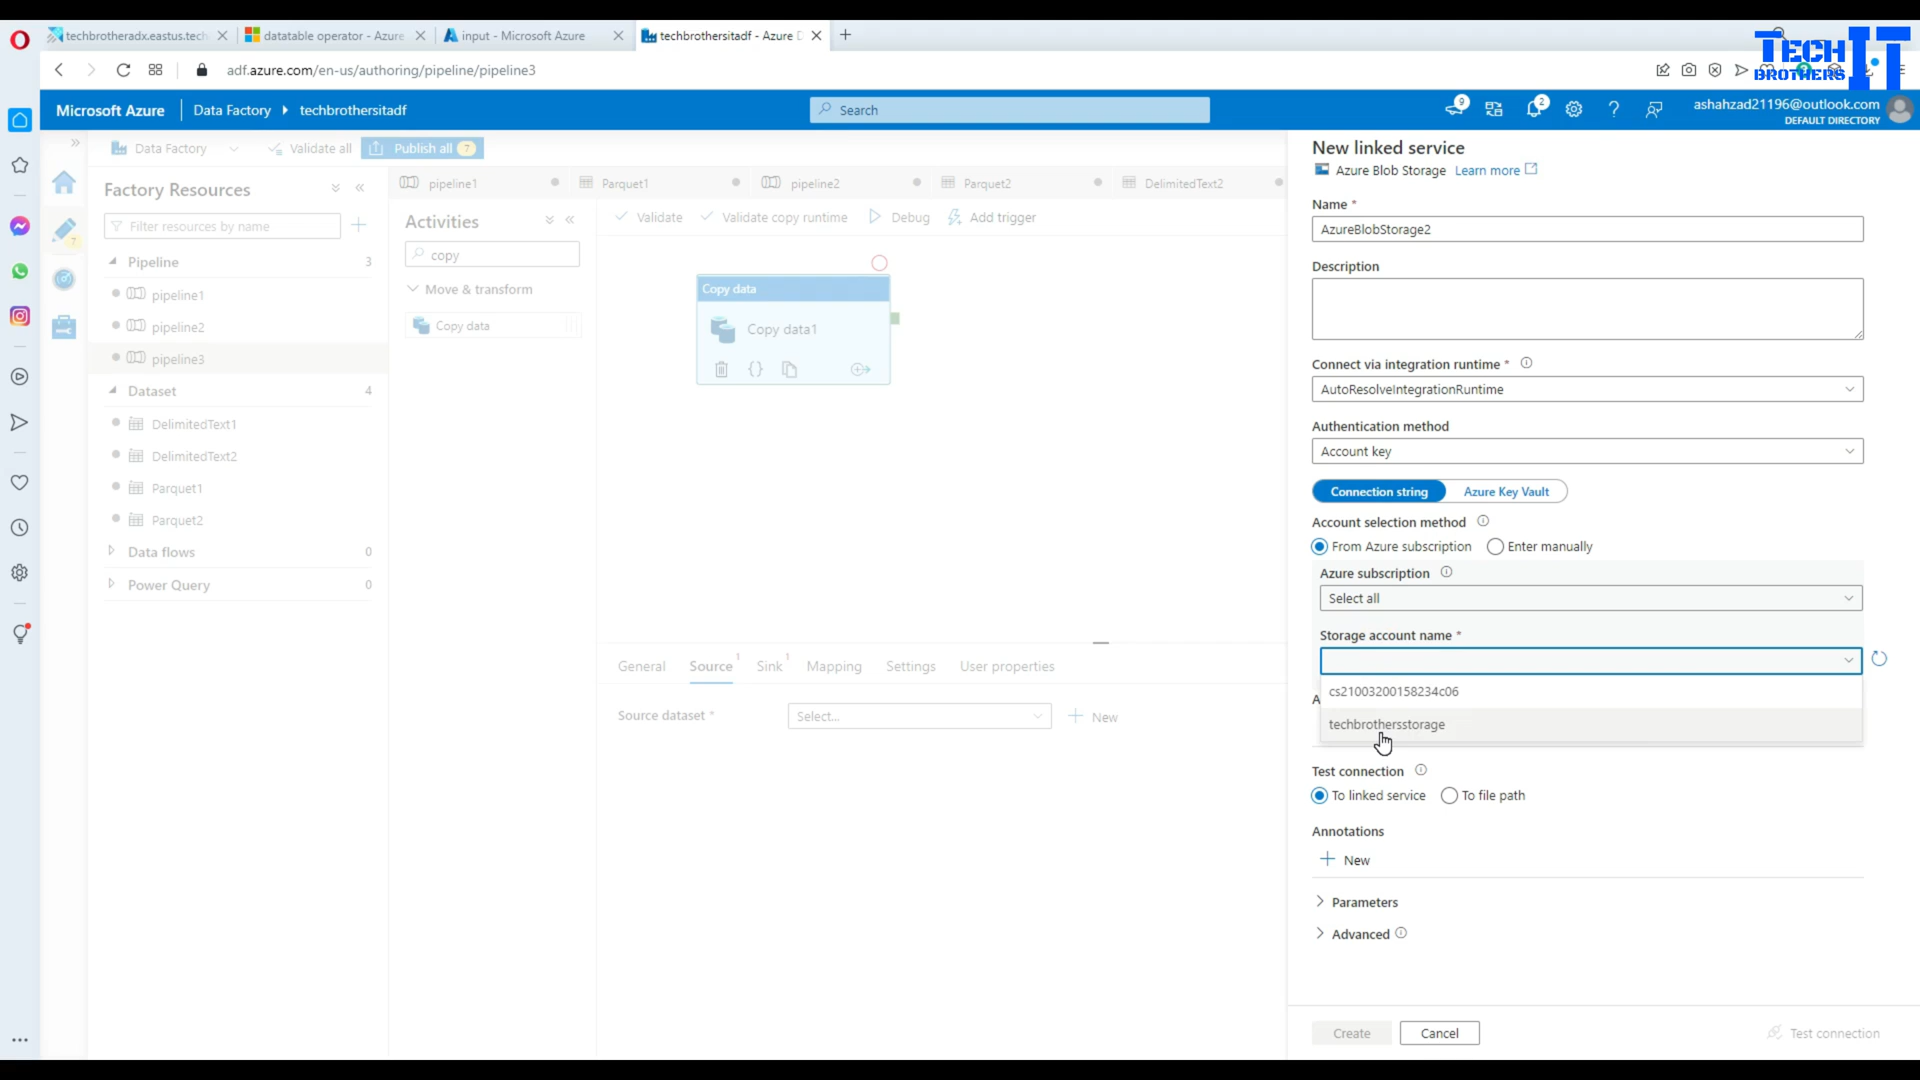 techbrotheradx.eastus.tech
datatable operator - Azure
input - Microsoft Azure
techbrothersitadf - Azure D
TECH IT
BROTHERS
adf.azure.com/en-us/authoring/pipeline/pipeline3
Microsoft Azure
Data Factory
techbrothersitadf
Search
9
2
ashahzad21196@outlook.com
DEFAULT DIRECTORY
Data Factory
Validate all
Publish all
7
Factory Resources
Filter resources by name
7
Pipeline
3
pipeline1
pipeline2
pipeline3
Dataset
4
DelimitedText1
DelimitedText2
Parquet1
Parquet2
Data flows
0
Power Query
0
pipeline1
Parquet1
pipeline2
Parquet2
DelimitedText2
Activities
copy
Move & transform
Copy data
Validate
Validate copy runtime
Debug
Add trigger
Copy data
Copy data1
General
Source
1
Sink
1
Mapping
Settings
User properties
Source dataset *
Select...
New
New linked service
Azure Blob Storage
Learn more
Name *
AzureBlobStorage2
Description
Connect via integration runtime *
AutoResolveIntegrationRuntime
Authentication method
Account key
Connection string
Azure Key Vault
Account selection method
From Azure subscription
Enter manually
Azure subscription
Select all
Storage account name *
cs21003200158234c06
techbrothersstorage
Test connection
To linked service
To file path
Annotations
New
Parameters
Advanced
Create
Cancel
Test connection